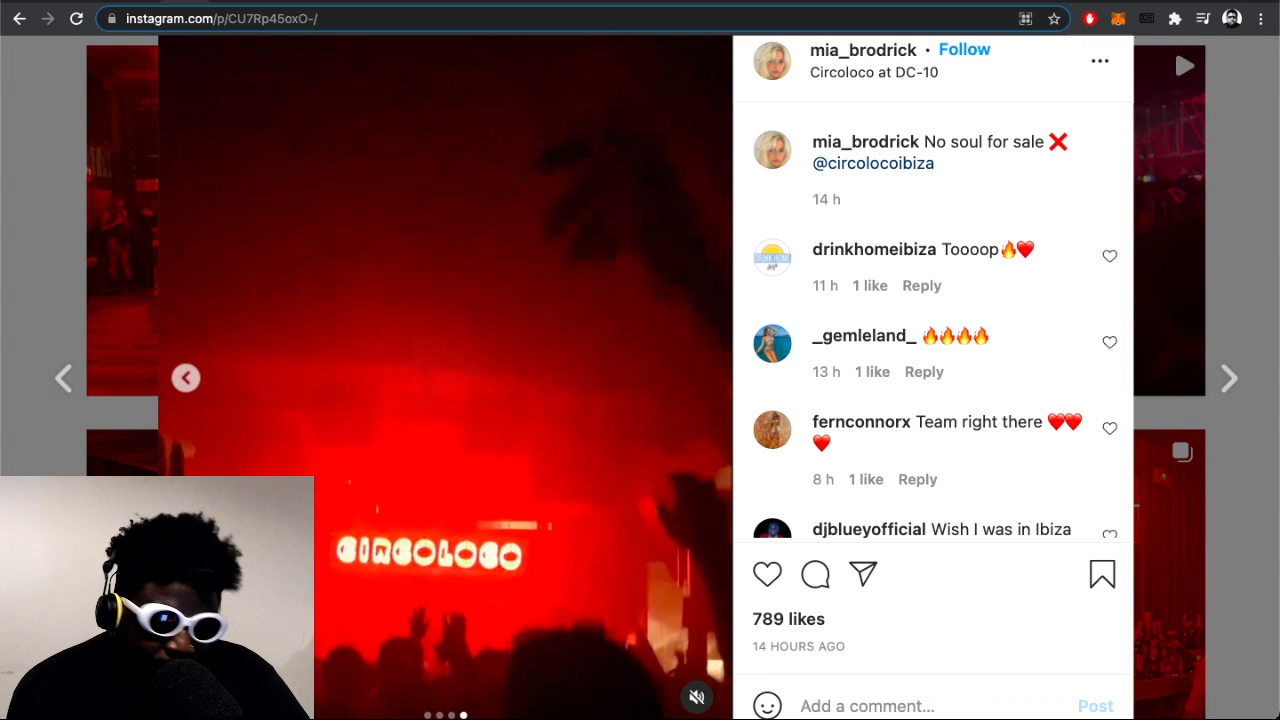 instagram.com/p/CU7Rp45oxO-/
mia_brodrick • Follow
Circoloco at DC-10
mia_brodrick No soul for sale ❌
@circolocoibiza
14 h
drinkhomeibiza Toooop🔥❤️
11 h 1 like Reply
_gemleland_ 🔥🔥🔥🔥
13 h 1 like Reply
fernconnorx Team right there ❤️❤️
❤️
8 h 1 like Reply
djblueyofficial Wish I was in Ibiza
CIRCOLOCO
789 likes
14 HOURS AGO
Add a comment... Post